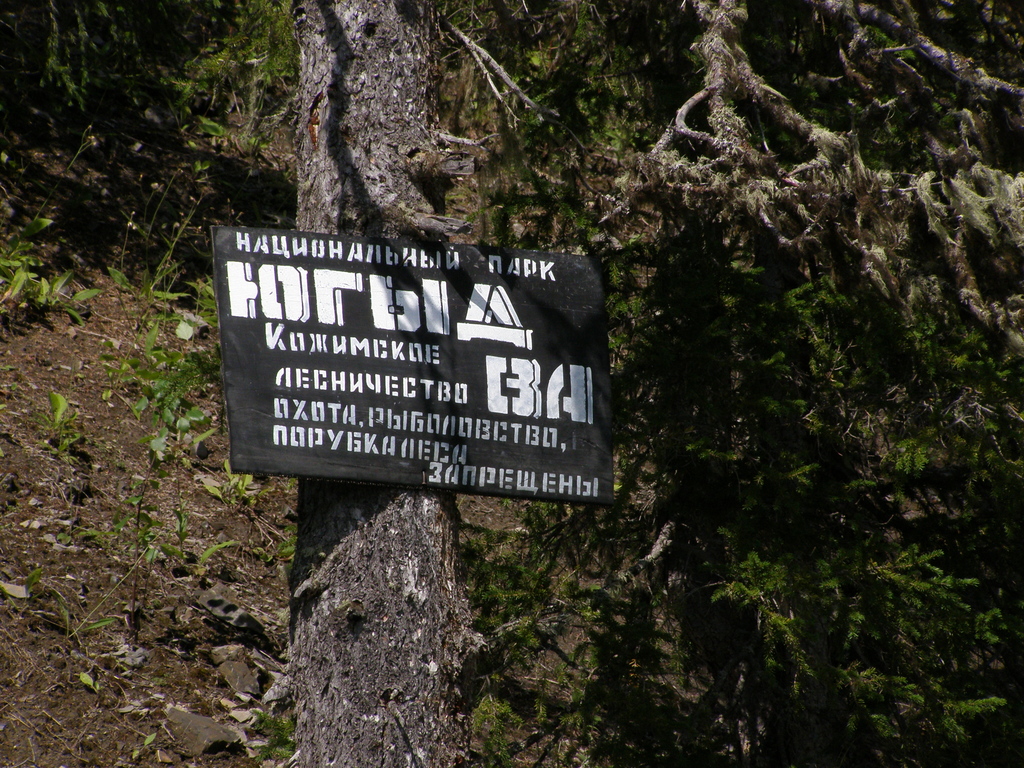 НАЦИОНАЛЬНЫЙ ПАРК
ЮГЫД
ВА
КОЖИМСКОЕ
ЛЕСНИЧЕСТВО
ОХОТА, РЫБОЛОВСТВО,
ПОРУБКА ЛЕСА
ЗАПРЕЩЕНЫ